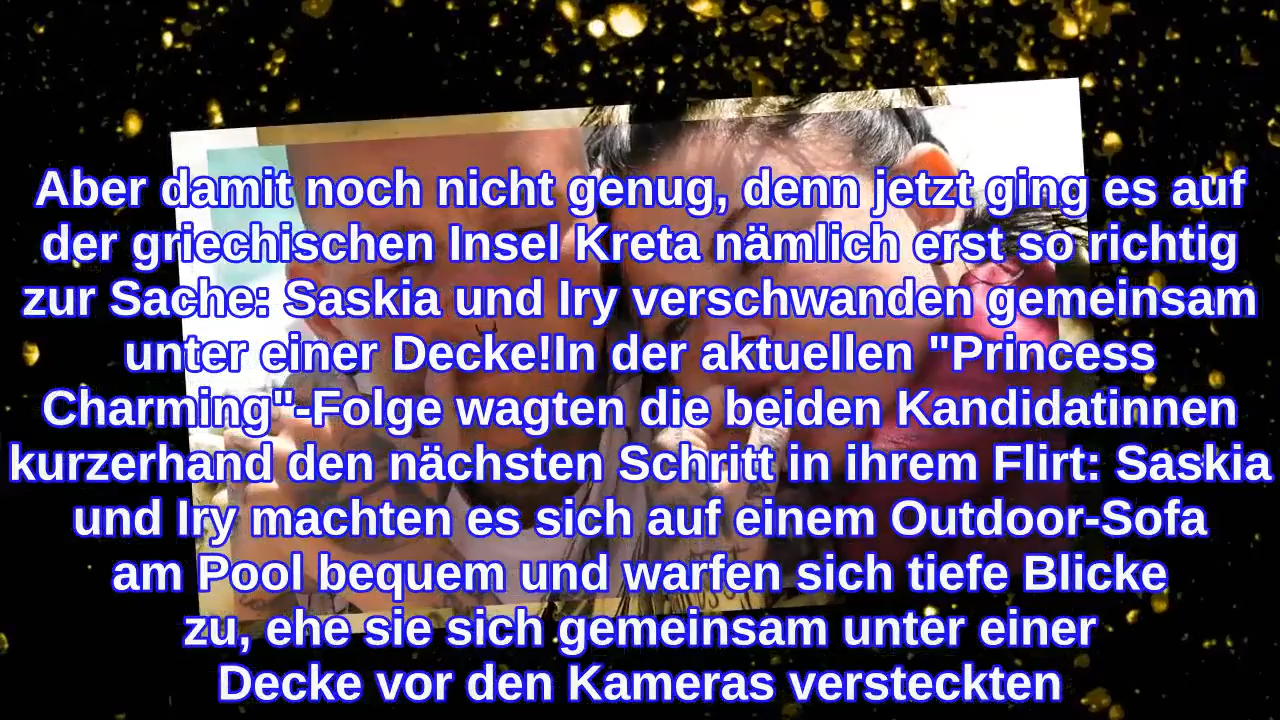 Aber damit noch nicht genug, denn jetzt ging es auf
der griechischen Insel Kreta nämlich erst so richtig
zur Sache: Saskia und Iry verschwanden gemeinsam
unter einer Decke!In der aktuellen "Princess
Charming"-Folge wagten die beiden Kandidatinnen
kurzerhand den nächsten Schritt in ihrem Flirt: Saskia
und Iry machten es sich auf einem Outdoor-Sofa
am Pool bequem und warfen sich tiefe Blicke
zu, ehe sie sich gemeinsam unter einer
Decke vor den Kameras versteckten